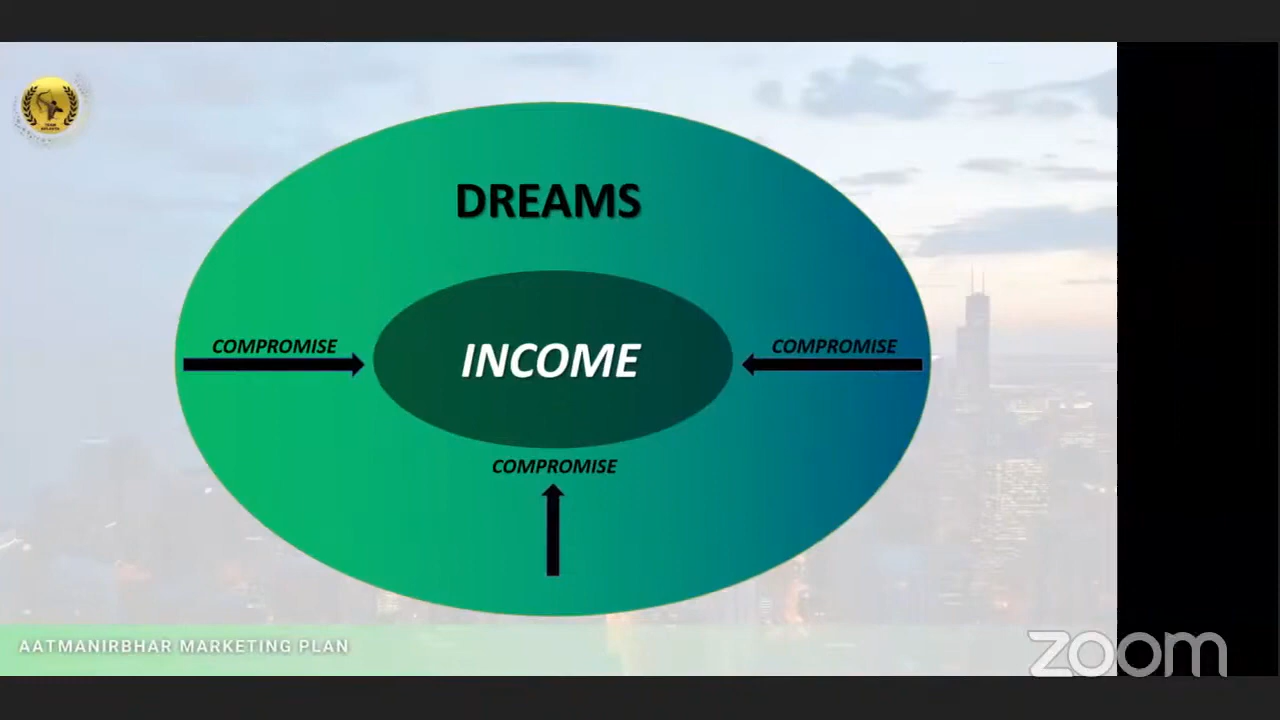 DREAMS
COMPROMISE
INCOME
COMPROMISE
COMPROMISE
AATMANIRBHAR MARKETING PLAN
zoom